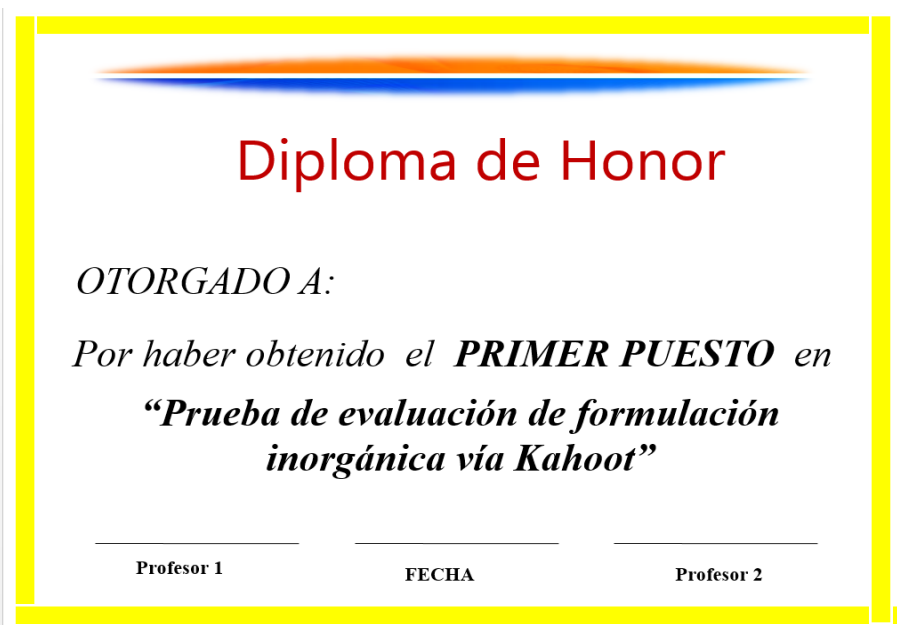 Diploma de Honor
OTORGADO A:
Por haber obtenido el PRIMER PUESTO en
“Prueba de evaluación de formulación
inorgánica vía Kahoot”
Profesor 1
FECHA
Profesor 2